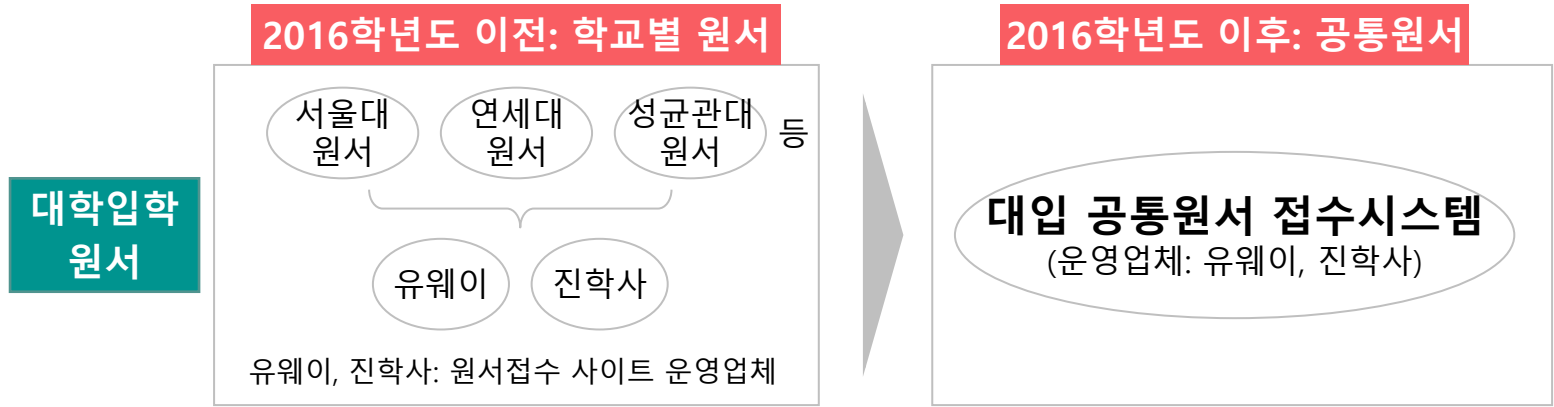 대학입학
원서
2016학년도 이전: 학교별 원서
서울대
원서
연세대
원서
성균관대
원서
등
유웨이
진학사
유웨이, 진학사: 원서접수 사이트 운영업체
2016학년도 이후: 공통원서
대입 공통원서 접수시스템
(운영업체: 유웨이, 진학사)